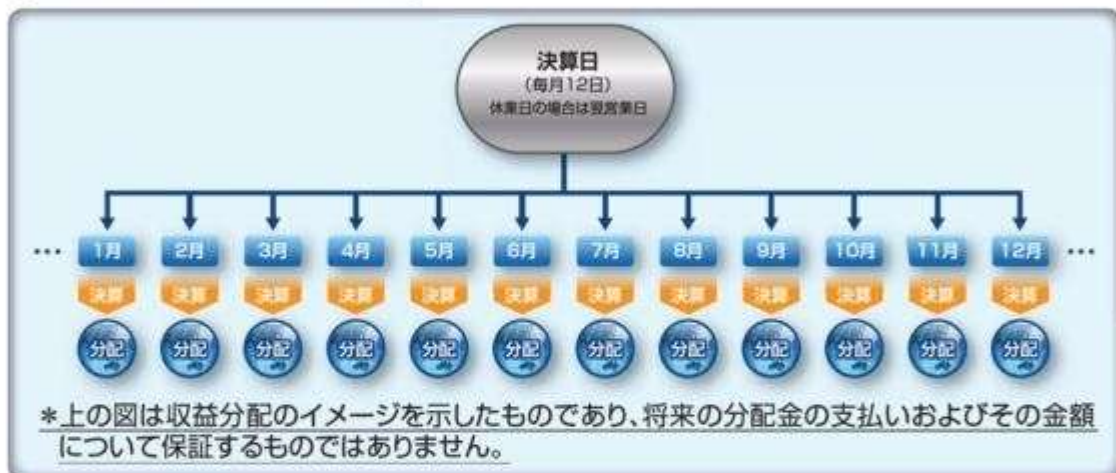 決算日
(毎月12日)
休業日の場合は翌営業日
… 1月 2月 3月 4月 5月 6月 7月 8月 9月 10月 11月 12月 …
決算 決算 決算 決算 決算 決算 決算 決算 決算 決算 決算 決算
分配 分配 分配 分配 分配 分配 分配 分配 分配 分配 分配 分配
*上の図は収益分配のイメージを示したものであり、将来の分配金の支払いおよびその金額
について保証するものではありません。